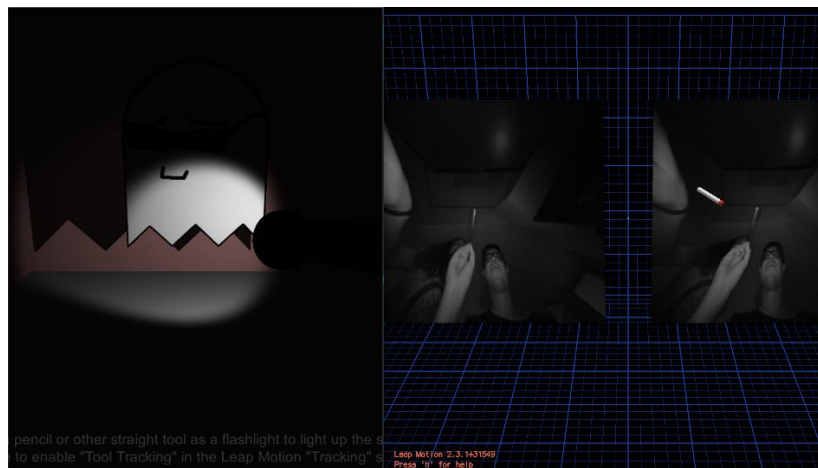 pencil or other straight tool as a flashlight to light up the s
to enable "Tool Tracking" in the Leap Motion "Tracking" s
Leap Motion 2.3.1+31549
Press 'h' for help